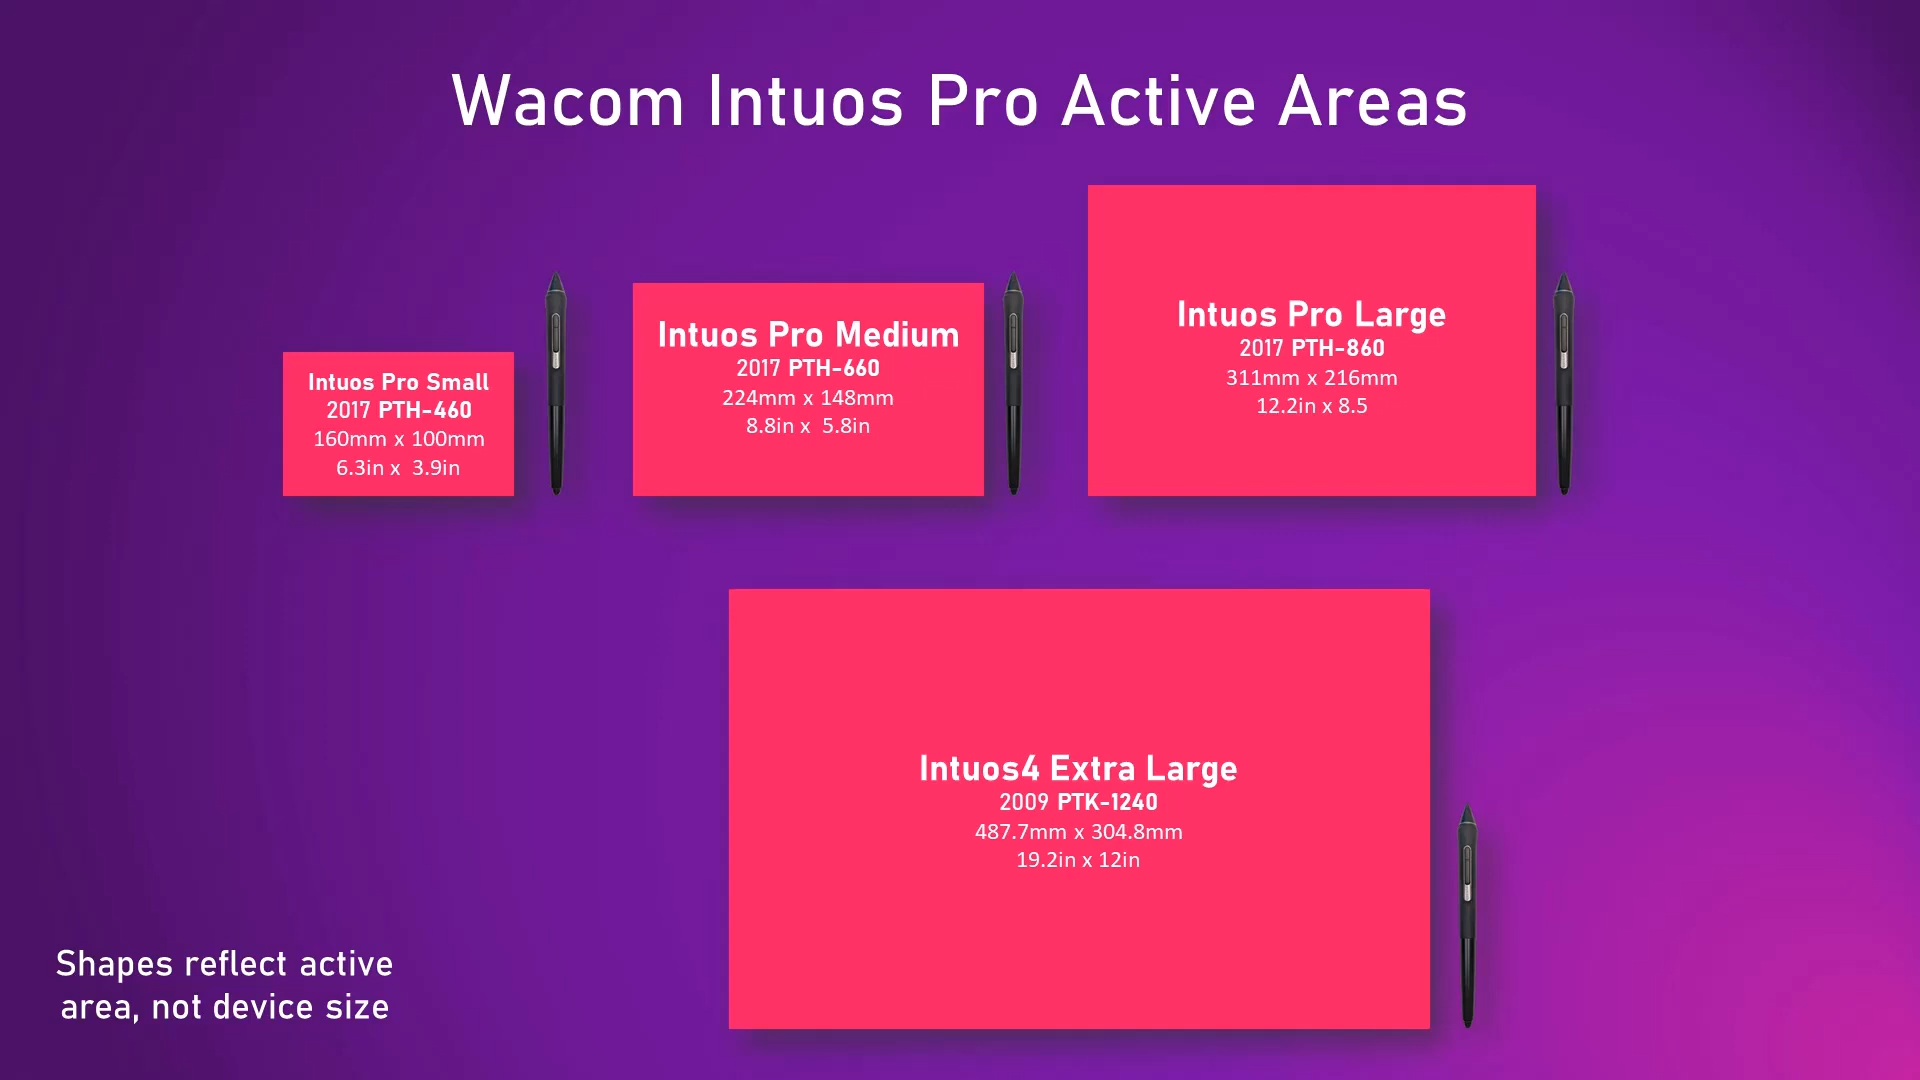 Wacom Intuos Pro Active Areas
Intuos Pro Small
2017 PTH-460
160mm x 100mm
6.3in x  3.9in
Intuos Pro Medium
2017 PTH-660
224mm x 148mm
8.8in x  5.8in
Intuos Pro Large
2017 PTH-860
311mm x 216mm
12.2in x 8.5
Intuos4 Extra Large
2009 PTK-1240
487.7mm x 304.8mm
19.2in x 12in
Shapes reflect active
area, not device size